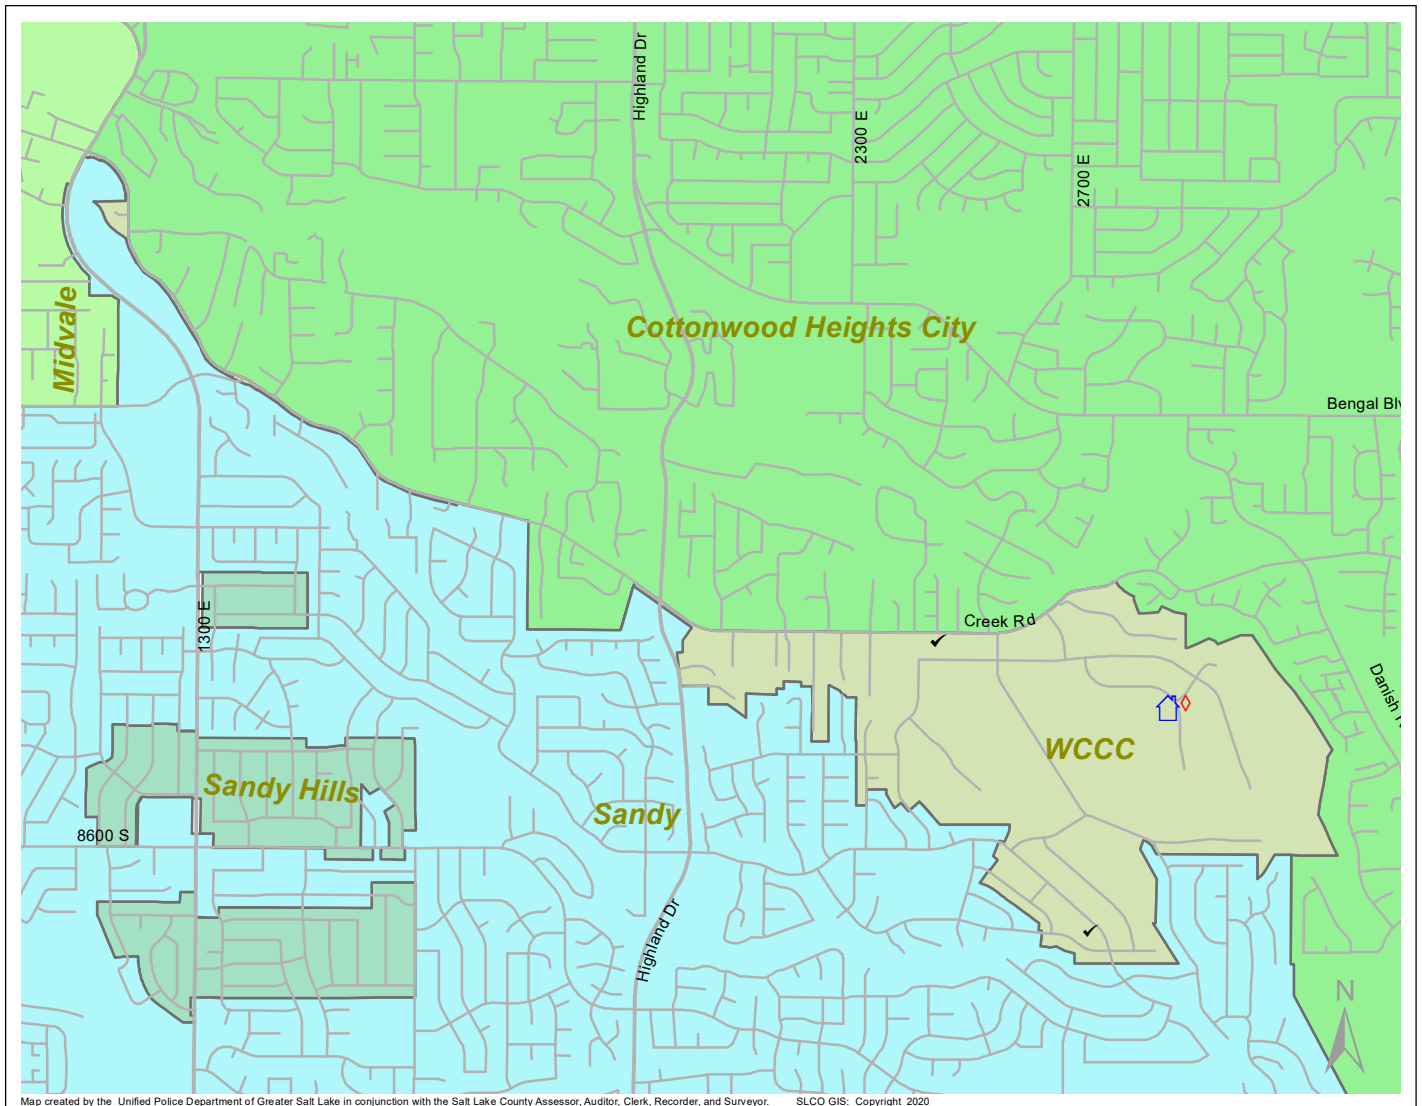 Highland Dr
2300 E
2700 E
Midvale
Cottonwood Heights City
Bengal Blv
1300 E
Creek Rd
Danish
WCCC
Sandy Hills
Sandy
8600 S
Highland Dr
N
Map created by the Unified Police Department of Greater Salt Lake in conjunction with the Salt Lake County Assessor, Auditor, Clerk, Recorder, and Surveyor. SLCO GIS: Copyright 2020